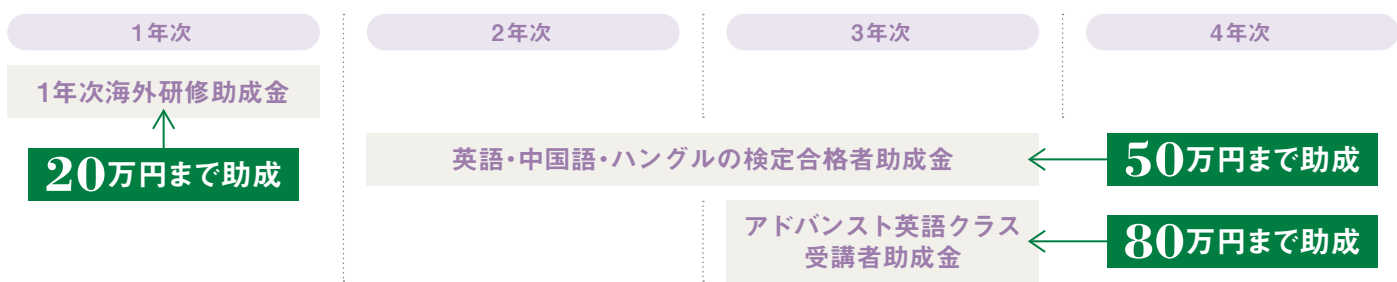 1年次
2年次
3年次
4年次
1年次海外研修助成金
20万円まで助成
英語・中国語・ハングルの検定合格者助成金
50万円まで助成
アドバンスト英語クラス
受講者助成金
80万円まで助成